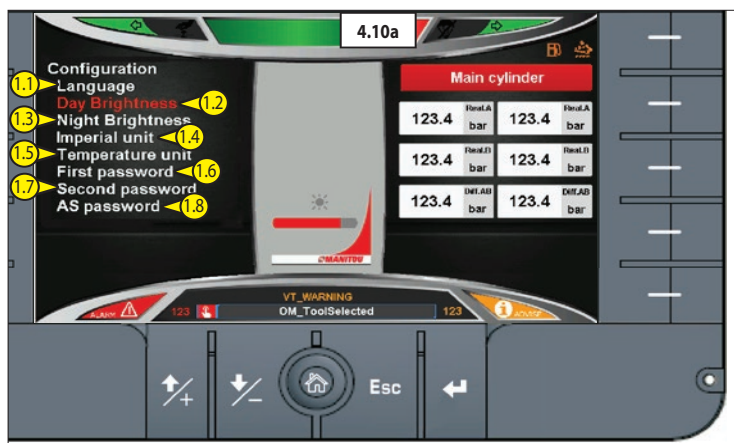 4.10a
Configuration
1.1 Language
Day Brightness 1.2
1.3 Night Brightness
Imperial unit 1.4
1.5 Temperature unit
First password 1.6
1.7 Second password
AS password 1.8
MANITOU
Main cylinder
123.4 Real.A bar 123.4 Real.A bar
123.4 Real.B bar 123.4 Real.B bar
123.4 Diff.AB bar 123.4 Diff.AB bar
ALARM
VT_WARNING
123 OM_ToolSelected 123
ADVISE
+ − Esc